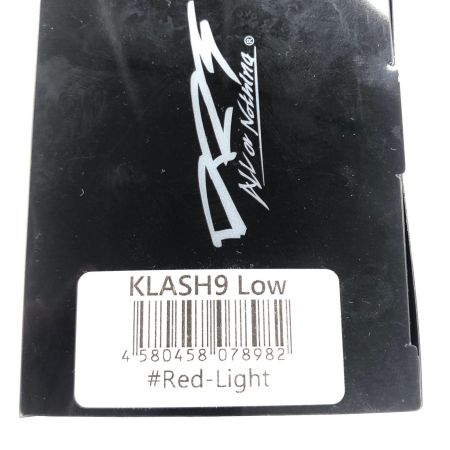 DRT
All or Nothing®
KLASH9 Low
4 580458 078982
#Red-Light